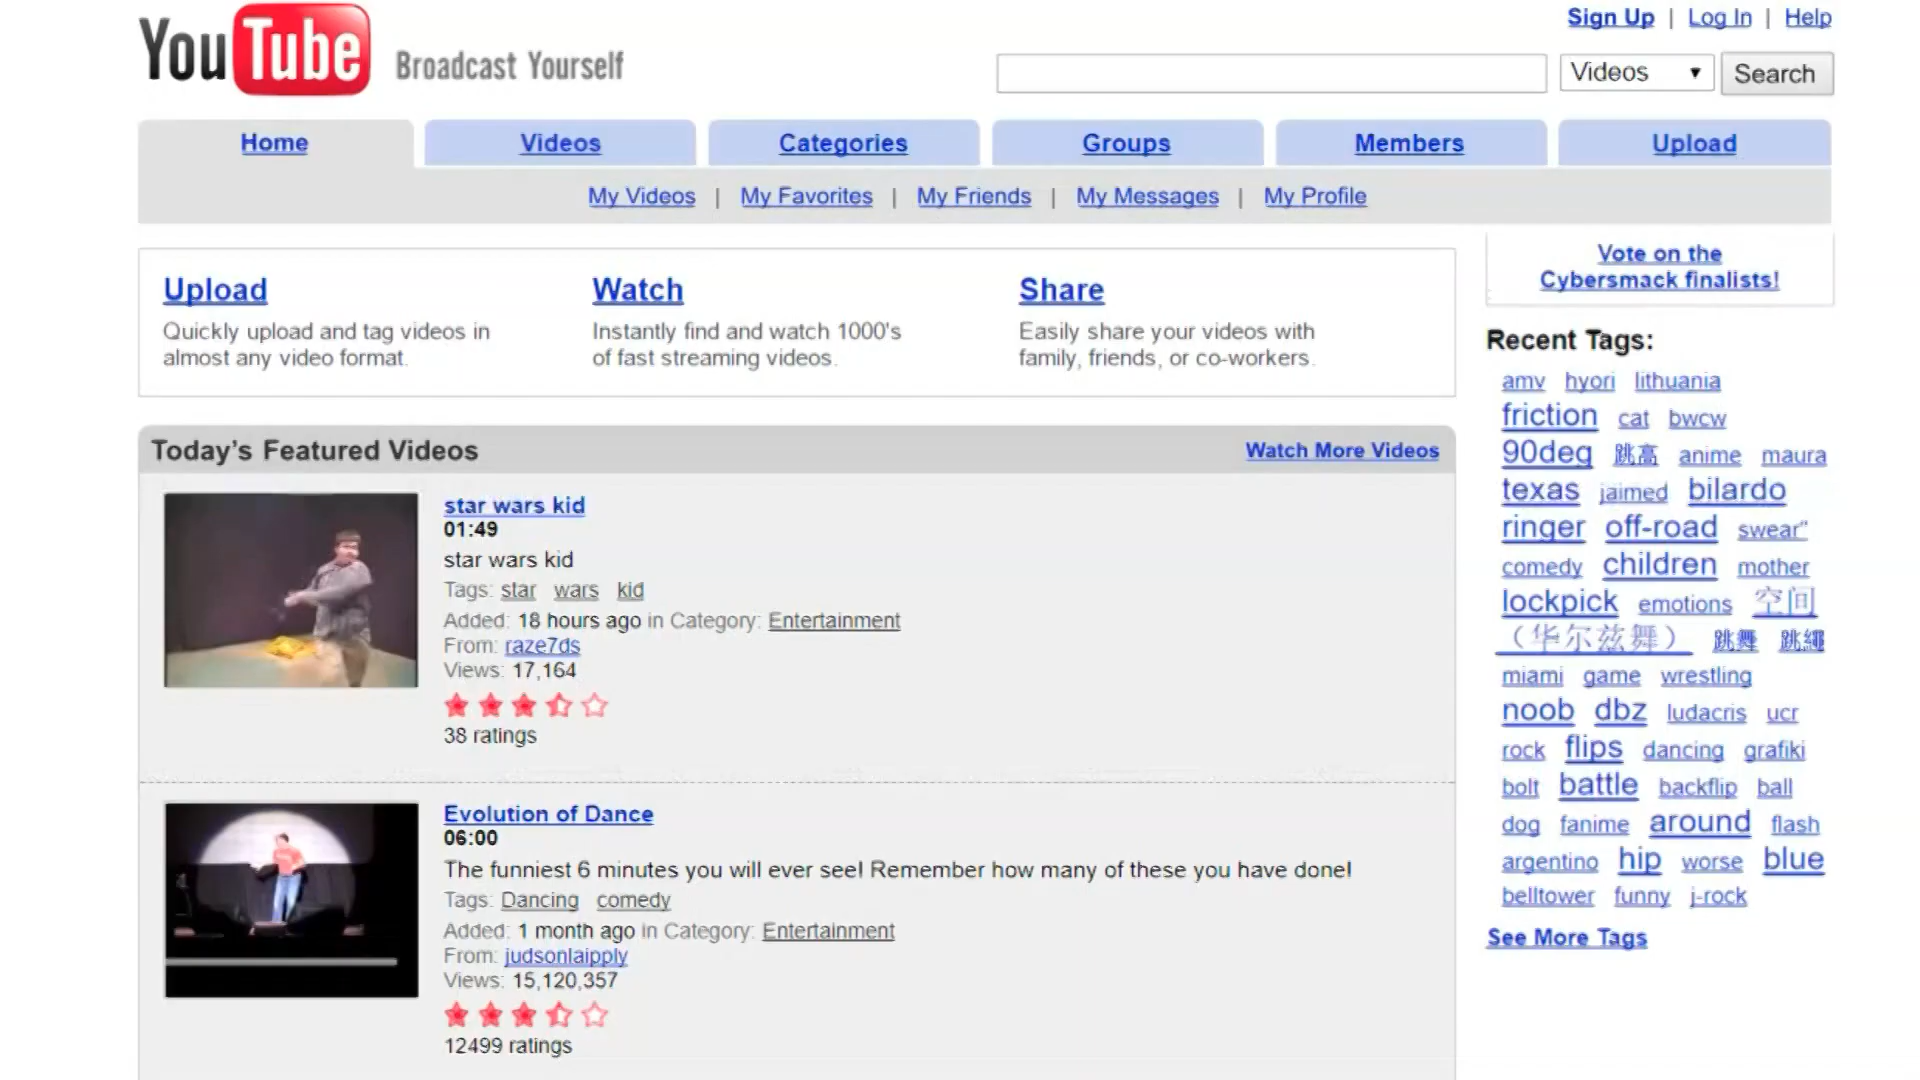 YouTube Broadcast Yourself
Sign Up | Log In | Help
Videos ▼ Search
Home Videos Categories Groups Members Upload
My Videos | My Favorites | My Friends | My Messages | My Profile
Upload
Quickly upload and tag videos in
almost any video format.
Watch
Instantly find and watch 1000's
of fast streaming videos.
Share
Easily share your videos with
family, friends, or co-workers.
Today's Featured Videos Watch More Videos
star wars kid
01:49
star wars kid
Tags: star wars kid
Added: 18 hours ago in Category: Entertainment
From: raze7ds
Views: 17,164
38 ratings
Evolution of Dance
06:00
The funniest 6 minutes you will ever see! Remember how many of these you have done!
Tags: Dancing comedy
Added: 1 month ago in Category: Entertainment
From: judsonlaipply
Views: 15,120,357
12499 ratings
Vote on the
Cybersmack finalists!
Recent Tags:
amv hyori lithuania
friction cat bwcw
90deg 跳高 anime maura
texas jaimed bilardo
ringer off-road swear"
comedy children mother
lockpick emotions 空间
（华尔兹舞） 跳舞 跳繩
miami game wrestling
noob dbz ludacris ucr
rock flips dancing grafiki
bolt battle backflip ball
dog fanime around flash
argentino hip worse blue
belltower funny j-rock
See More Tags